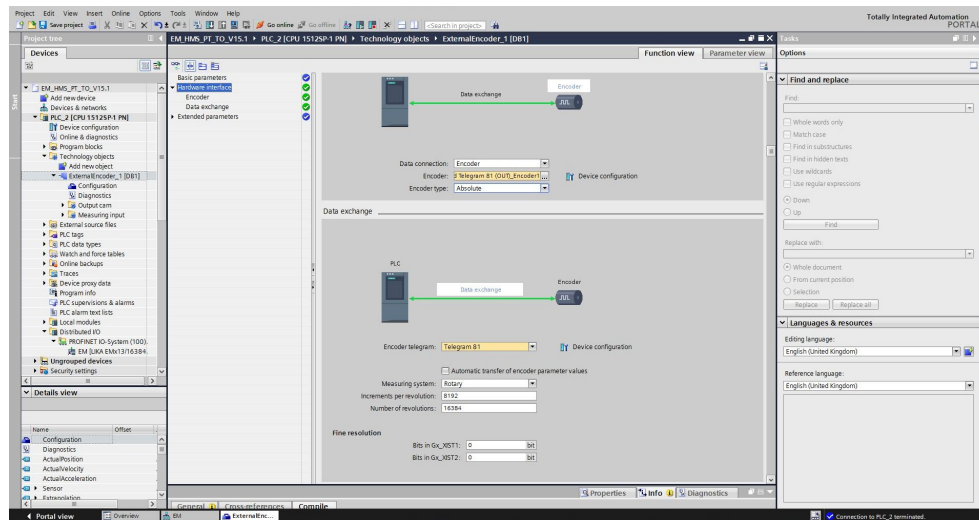 Project Edit View Insert Online Options Tools Window Help
Totally Integrated Automation
PORTAL
Save project
Go online
Go offline
<Search in project>
Project tree
EM_HMS_PT_TO_V15.1 ▸ PLC_2 [CPU 1512SP-1 PN] ▸ Technology objects ▸ ExternalEncoder_1 [DB1]
Tasks
Devices
Function view
Parameter view
Options
Start
EM_HMS_PT_TO_V15.1
Add new device
Devices & networks
PLC_2 [CPU 1512SP-1 PN]
Device configuration
Online & diagnostics
Program blocks
Technology objects
Add new object
ExternalEncoder_1 [DB1]
Configuration
Diagnostics
Output cam
Measuring input
External source files
PLC tags
PLC data types
Watch and force tables
Online backups
Traces
Device proxy data
Program info
PLC supervisions & alarms
PLC alarm text lists
Local modules
Distributed I/O
PROFINET IO-System (100).
EM [LIKA EMx13/16384
Ungrouped devices
Security settings
Details view
Name Offset
Configuration
Diagnostics
ActualPosition
ActualVelocity
ActualAcceleration
Sensor
Extrapolation
Basic parameters
Hardware interface
Encoder
Data exchange
Extended parameters
Data exchange
Encoder
Data connection: Encoder
Encoder: Telegram 81 (OUT)_Encoder1 ...
Device configuration
Encoder type: Absolute
Data exchange
PLC
Data exchange
Encoder
Encoder telegram: Telegram 81
Device configuration
Automatic transfer of encoder parameter values
Measuring system: Rotary
Increments per revolution: 8192
Number of revolutions: 16384
Fine resolution
Bits in Gx_XIST1: 0 bit
Bits in Gx_XIST2: 0 bit
Properties
Info
Diagnostics
General
Cross-references
Compile
Find and replace
Find:
Whole words only
Match case
Find in substructures
Find in hidden texts
Use wildcards
Use regular expressions
Down
Up
Find
Replace with:
Whole document
From current position
Selection
Replace
Replace all
Languages & resources
Editing language:
English (United Kingdom)
Reference language:
English (United Kingdom)
Portal view
Overview
EM
ExternalEnc...
Connection to PLC_2 terminated.